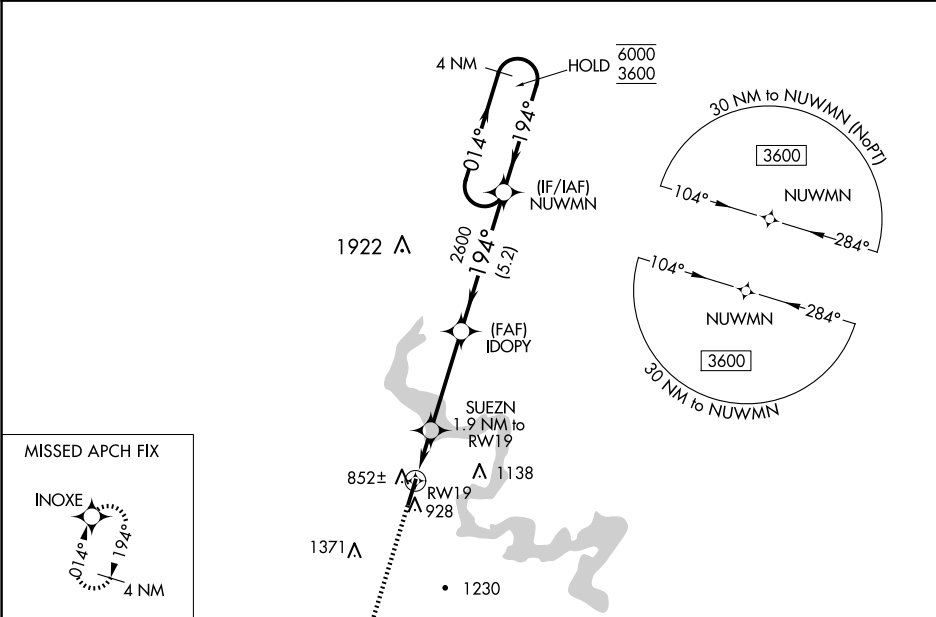 4 NM
HOLD
6000
3600
014°
194°
(IF/IAF)
NUWMN
1922
2600
194°
(5.2)
(FAF)
IDOPY
SUEZN
1.9 NM to
RW19
852±
1138
RW19
928
1371
1230
30 NM to NUWMN (NoPT)
3600
NUWMN
104°
284°
104°
284°
NUWMN
3600
30 NM to NUWMN
MISSED APCH FIX
INOXE
014°
194°
4 NM